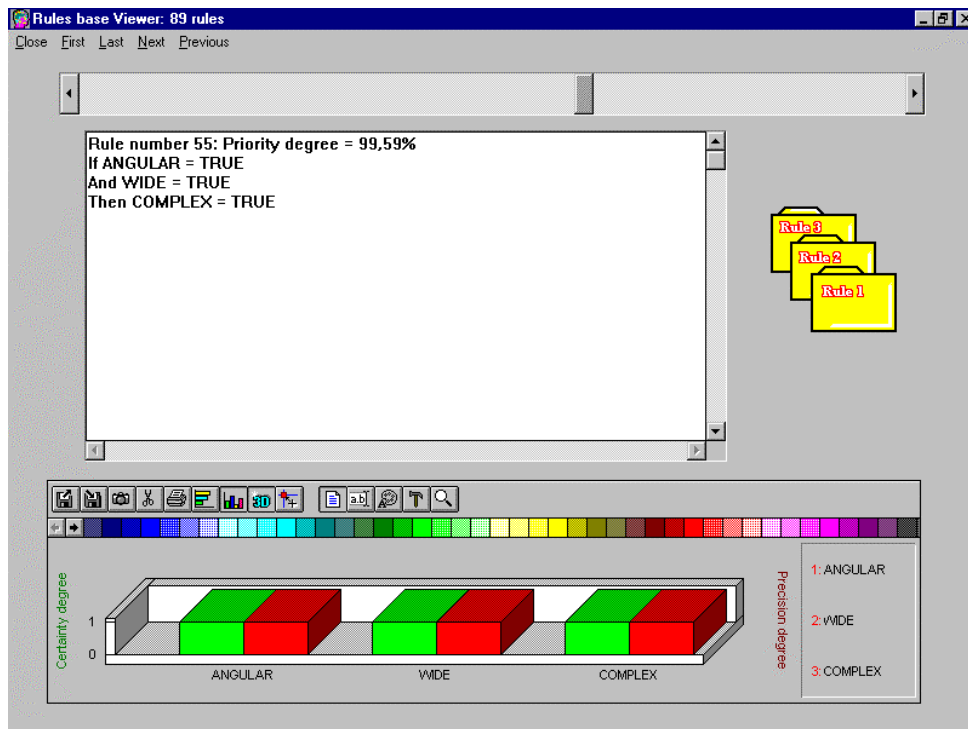 Rules base Viewer: 89 rules
Close First Last Next Previous
Rule number 55: Priority degree = 99,59%
If ANGULAR = TRUE
And WIDE = TRUE
Then COMPLEX = TRUE
Rule 3
Rule 2
Rule 1
3D
a.b
Certainty degree
1
0
ANGULAR WIDE COMPLEX
Precision degree
1: ANGULAR
2: WIDE
3: COMPLEX